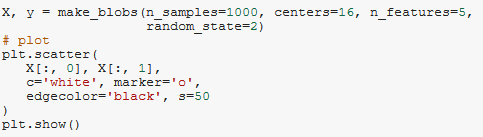 X, y = make_blobs(n_samples=1000, centers=16, n_features=5,
                  random_state=2)
# plot
plt.scatter(
   X[:, 0], X[:, 1],
   c='white', marker='o',
   edgecolor='black', s=50
)
plt.show()